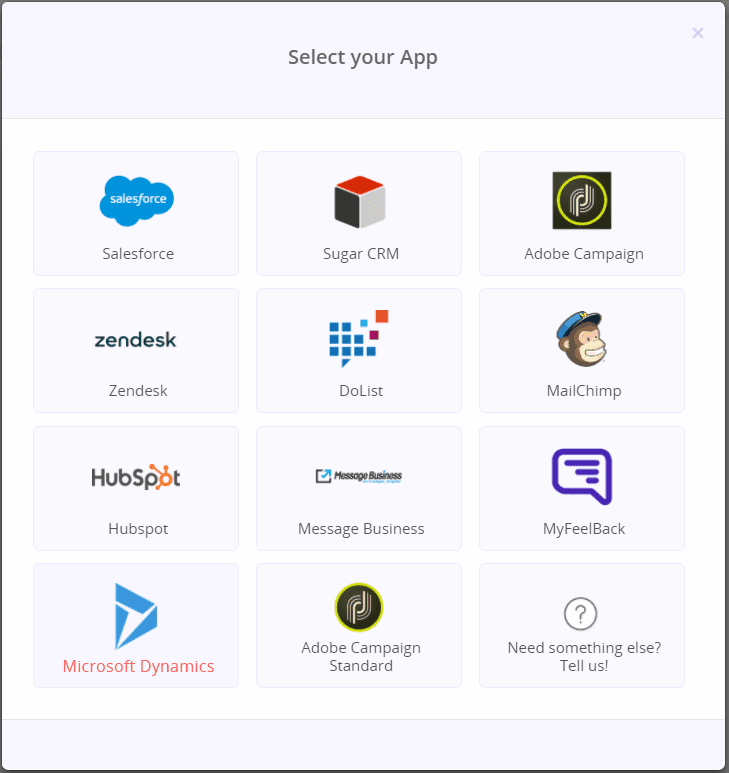 Select your App
×
salesforce
Salesforce
Sugar CRM
Adobe Campaign
zendesk
Zendesk
DoList
MailChimp
HubSpot
Hubspot
Message Business
Message Business
MyFeelBack
Microsoft Dynamics
Adobe Campaign
Standard
?
Need something else?
Tell us!